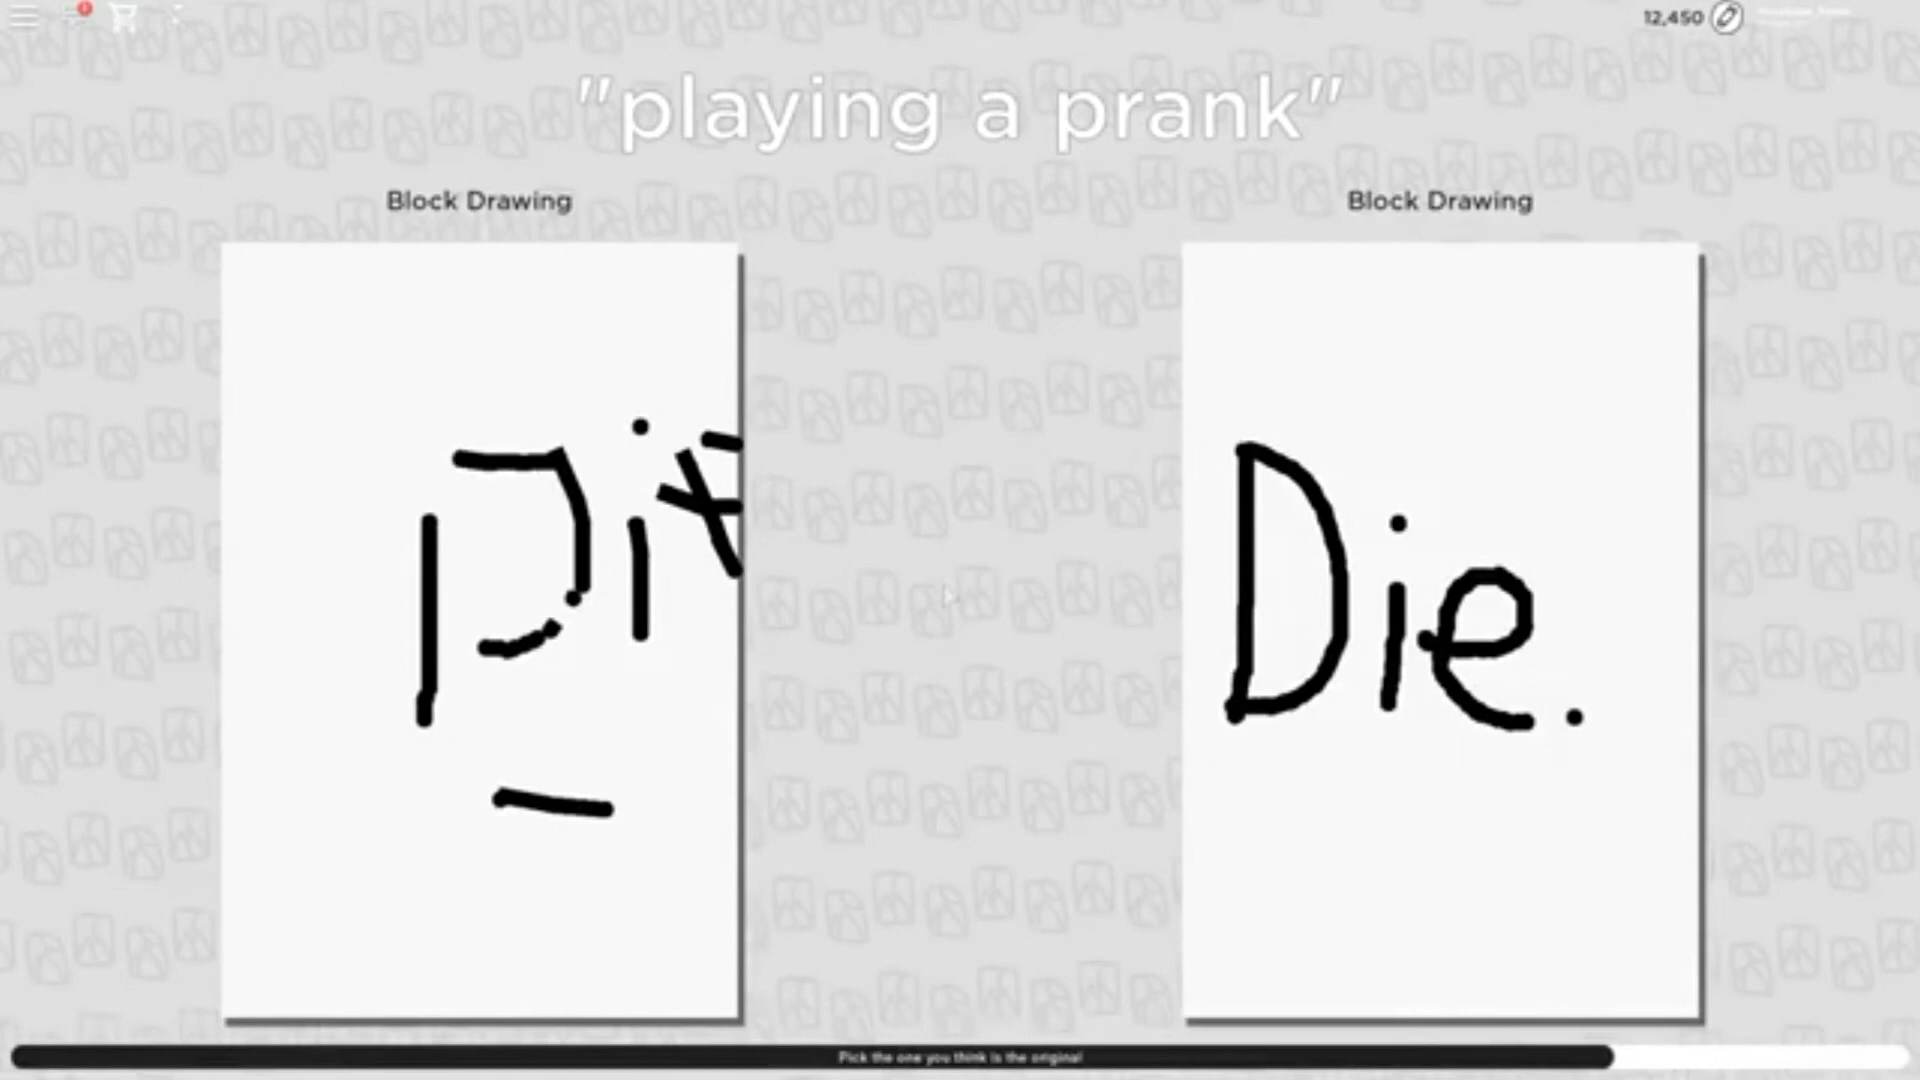 12,450
"playing a prank"
Block Drawing
Block Drawing
Die.
Pick the one you think is the original